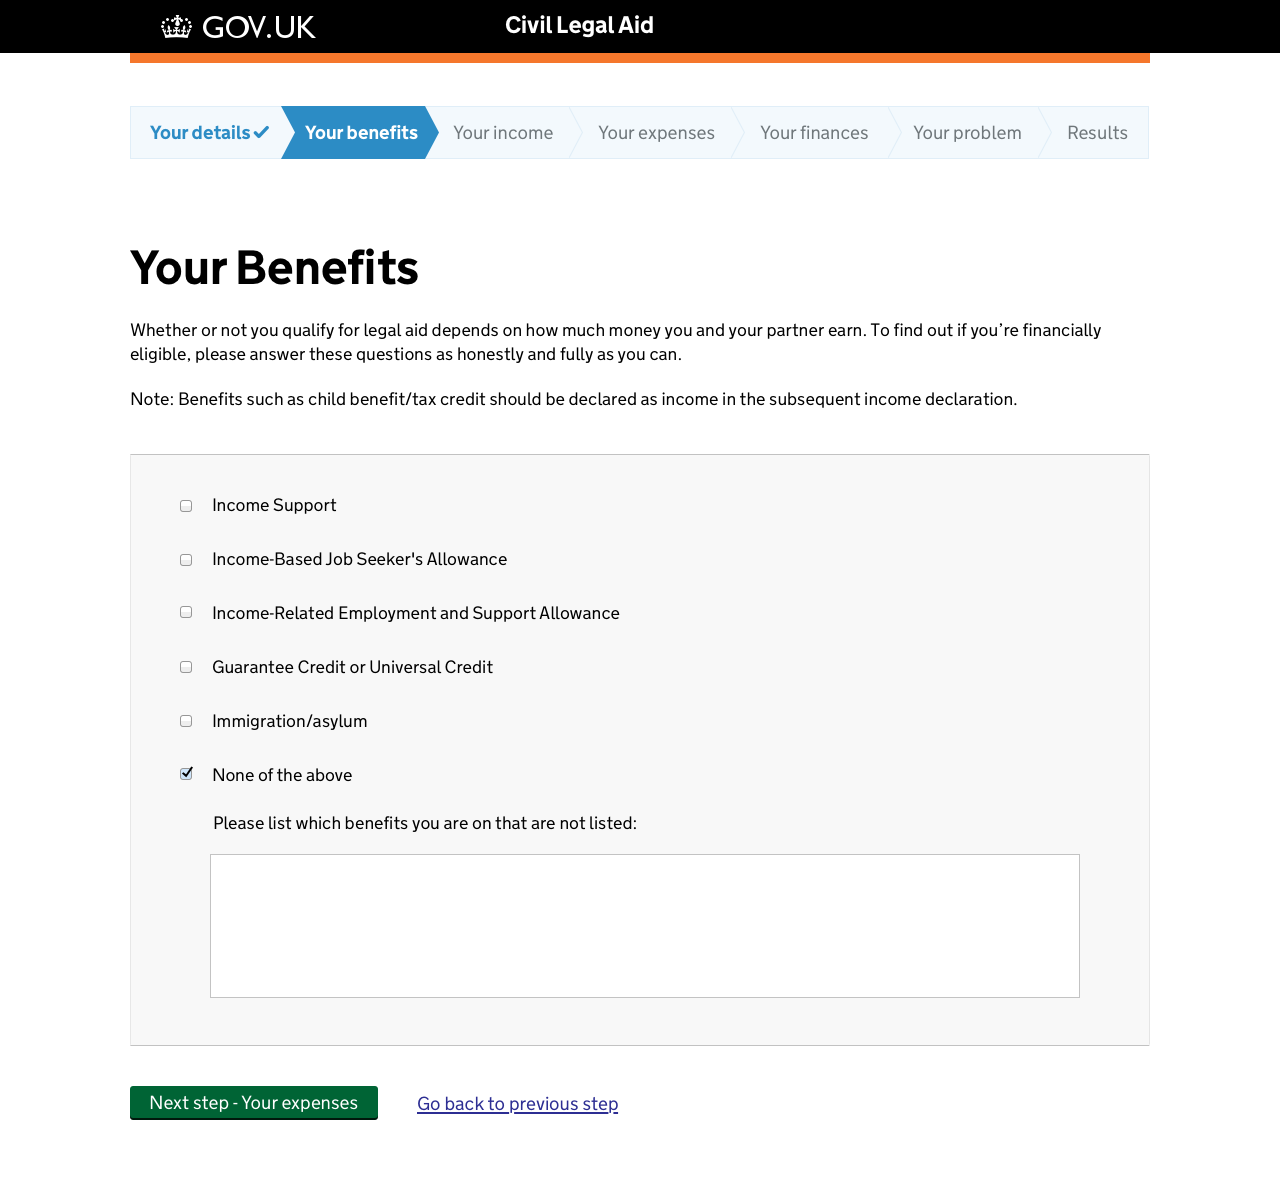 GOV.UK
Civil Legal Aid
Your details
Your benefits
Your income
Your expenses
Your finances
Your problem
Results
Your Benefits
Whether or not you qualify for legal aid depends on how much money you and your partner earn. To find out if you’re financially
eligible, please answer these questions as honestly and fully as you can.
Note: Benefits such as child benefit/tax credit should be declared as income in the subsequent income declaration.
Income Support
Income-Based Job Seeker's Allowance
Income-Related Employment and Support Allowance
Guarantee Credit or Universal Credit
Immigration/asylum
None of the above
Please list which benefits you are on that are not listed:
Next step - Your expenses
Go back to previous step